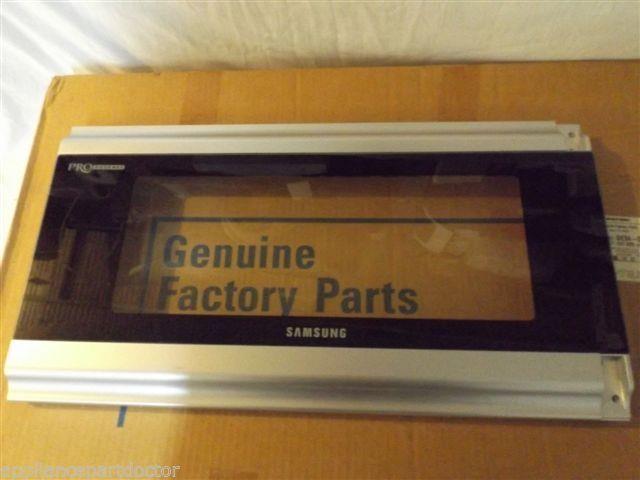 PRO
Genuine
Factory Parts
SAMSUNG
appliancepartdoctor